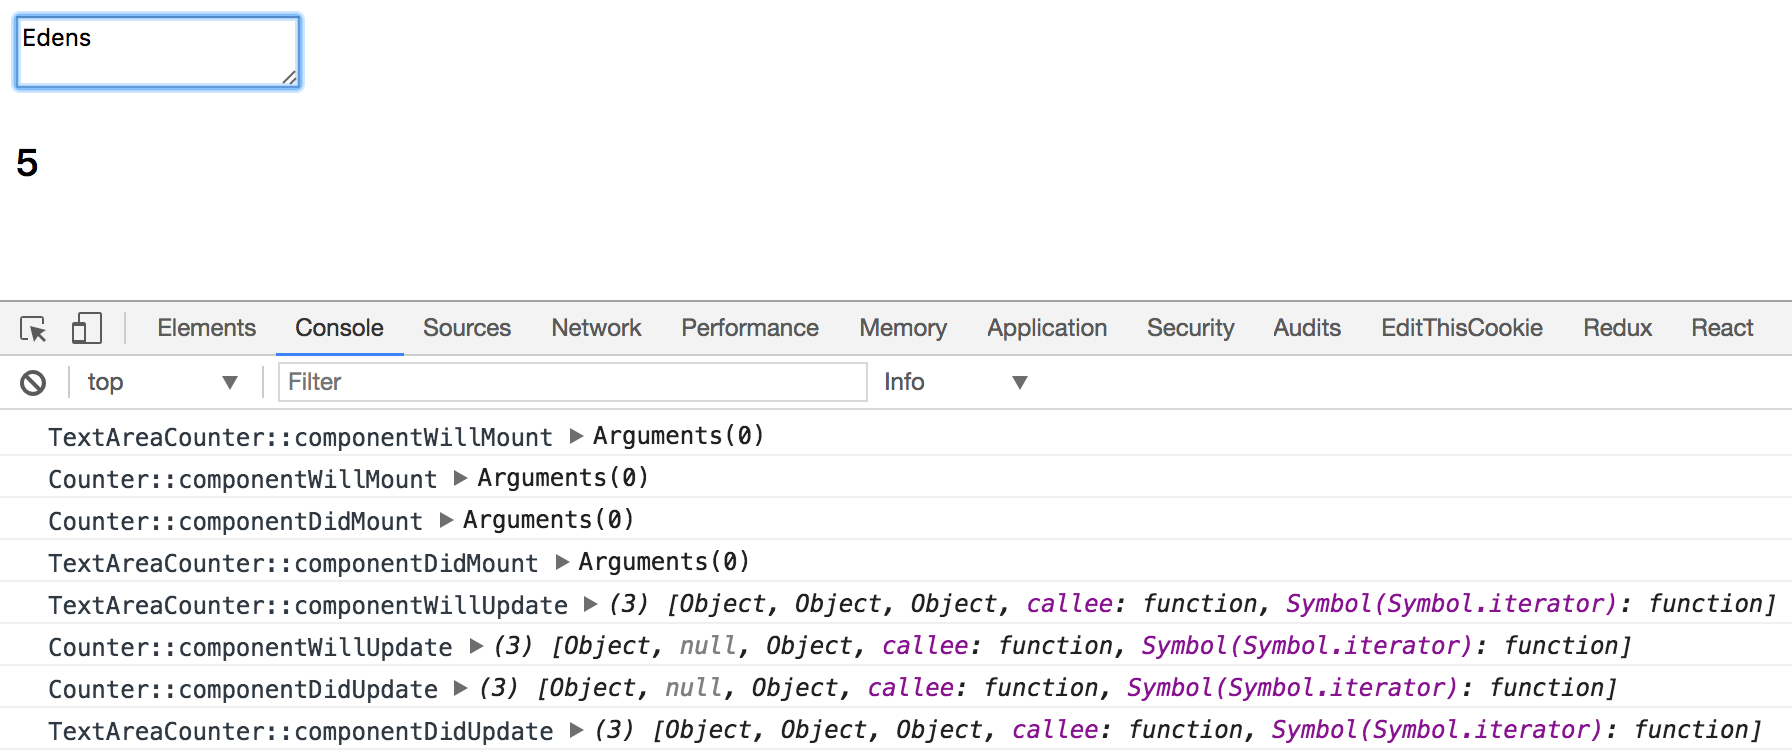 Edens
5
Elements Console Sources Network Performance Memory Application Security Audits EditThisCookie Redux React
top ▼ Filter Info ▼
TextAreaCounter::componentWillMount ▶ Arguments(0)
Counter::componentWillMount ▶ Arguments(0)
Counter::componentDidMount ▶ Arguments(0)
TextAreaCounter::componentDidMount ▶ Arguments(0)
TextAreaCounter::componentWillUpdate ▶ (3) [Object, Object, Object, callee: function, Symbol(Symbol.iterator): function]
Counter::componentWillUpdate ▶ (3) [Object, null, Object, callee: function, Symbol(Symbol.iterator): function]
Counter::componentDidUpdate ▶ (3) [Object, null, Object, callee: function, Symbol(Symbol.iterator): function]
TextAreaCounter::componentDidUpdate ▶ (3) [Object, Object, Object, callee: function, Symbol(Symbol.iterator): function]